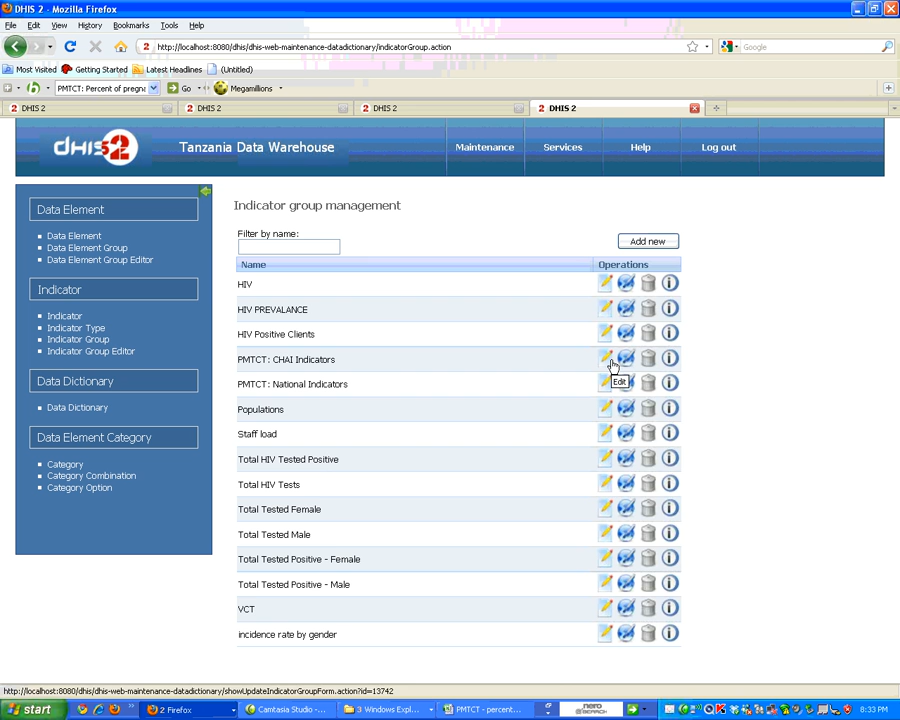 DHIS 2 - Mozilla Firefox
File Edit View History Bookmarks Tools Help
2 http://localhost:8080/dhis/dhis-web-maintenance-datadictionary/indicatorGroup.action Google
Most Visited Getting Started Latest Headlines (Untitled)
PMTCT: Percent of pregna Go Megamillions
2 DHIS 2 2 DHIS 2 2 DHIS 2 2 DHIS 2
dhis2 Tanzania Data Warehouse Maintenance Services Help Log out
Data Element
Data Element
Data Element Group
Data Element Group Editor
Indicator
Indicator
Indicator Type
Indicator Group
Indicator Group Editor
Data Dictionary
Data Dictionary
Data Element Category
Category
Category Combination
Category Option
Indicator group management
Filter by name:
Add new
Name Operations
HIV
HIV PREVALANCE
HIV Positive Clients
PMTCT: CHAI Indicators
Edit
PMTCT: National Indicators
Populations
Staff load
Total HIV Tested Positive
Total HIV Tests
Total Tested Female
Total Tested Male
Total Tested Positive - Female
Total Tested Positive - Male
VCT
incidence rate by gender
http://localhost:8080/dhis/dhis-web-maintenance-datadictionary/showUpdateIndicatorGroupForm.action?id=13742
start 2 Firefox Camtasia Studio -... 3 Windows Expl... PMTCT - percent... nero SEARCH 8:33 PM